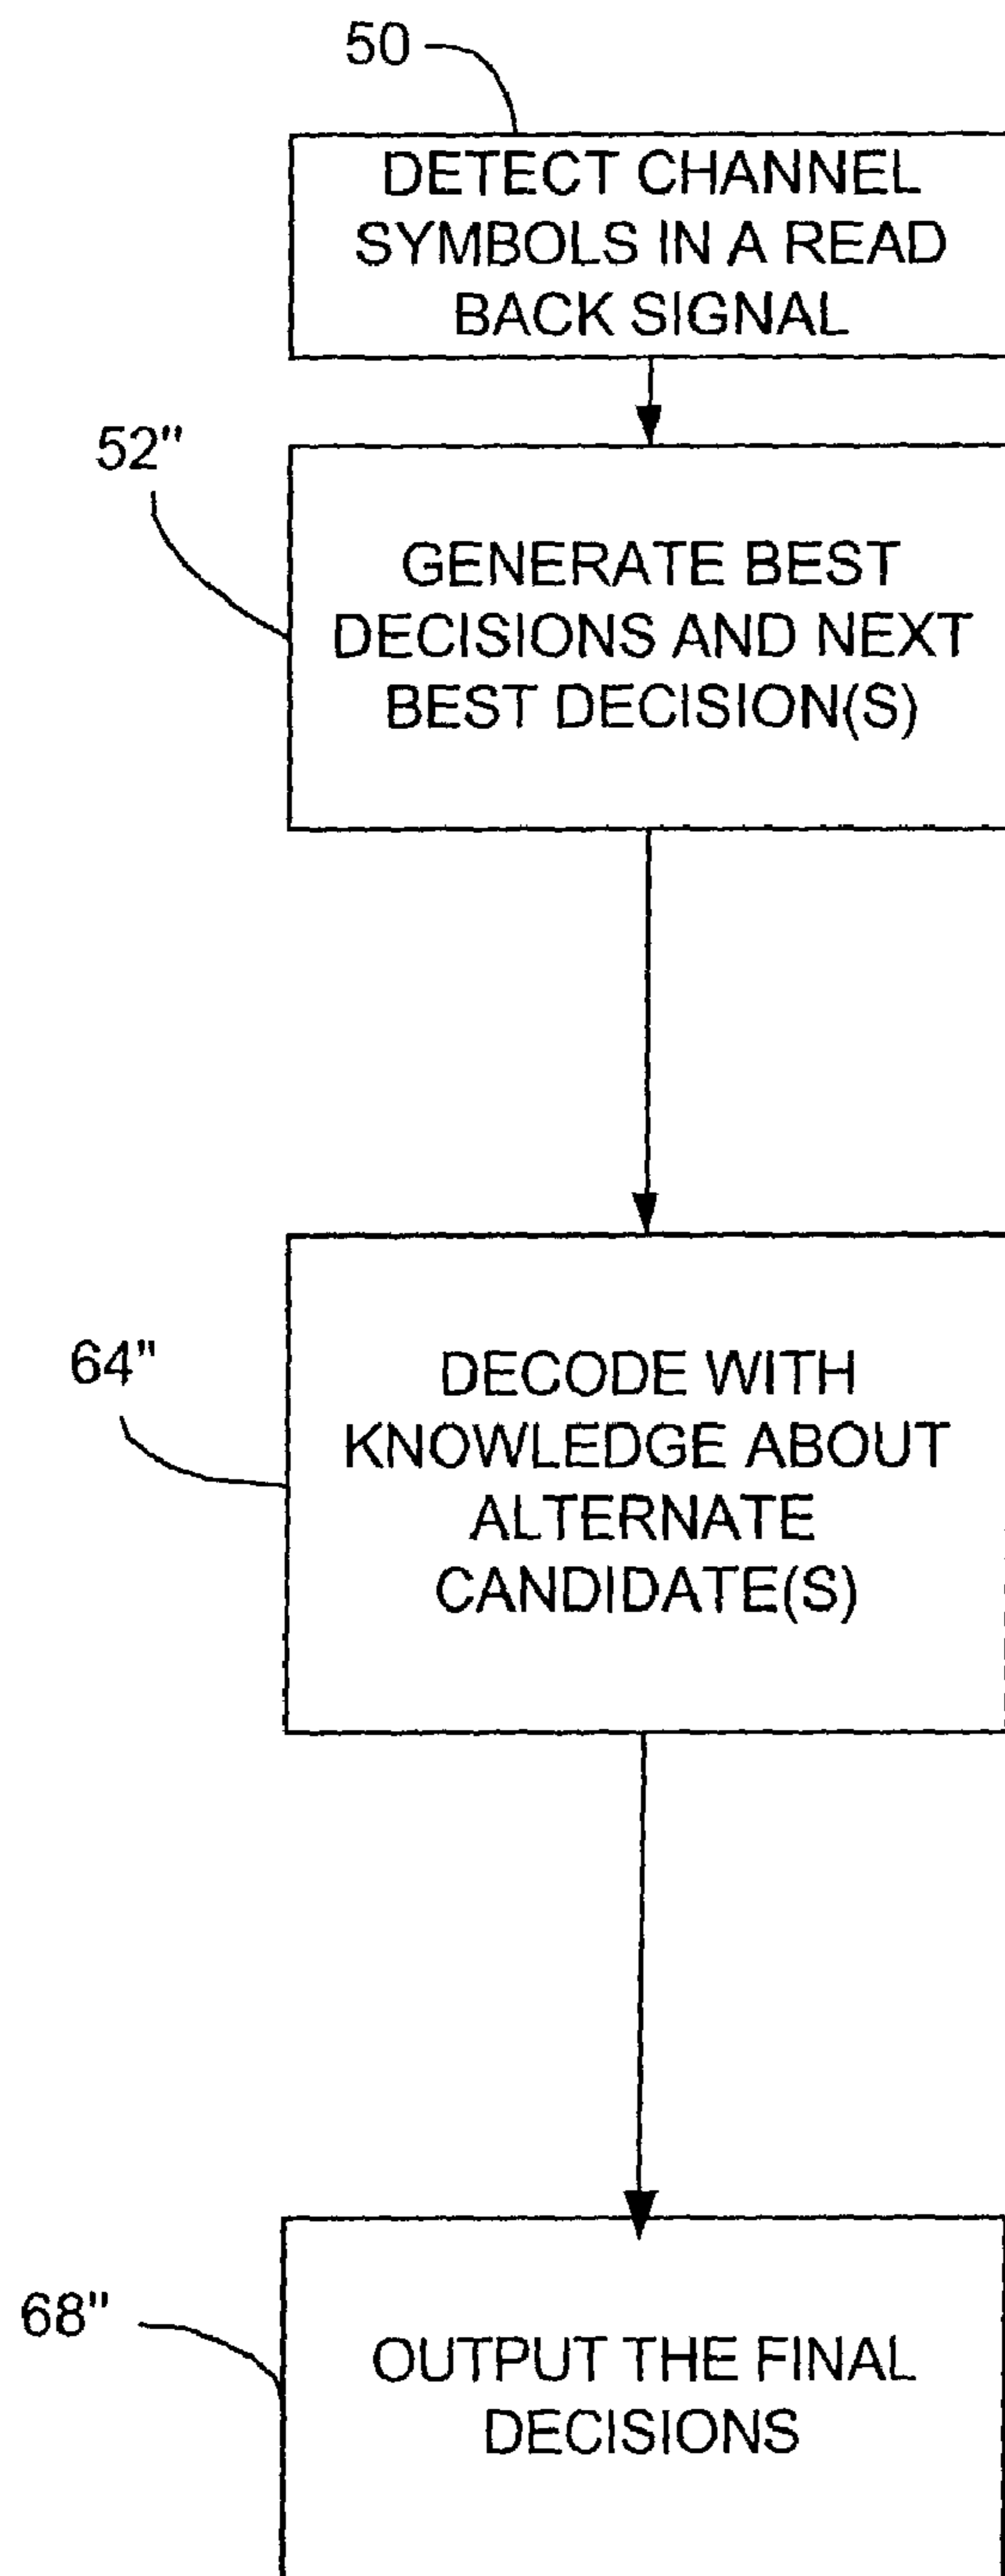 50
DETECT CHANNEL
SYMBOLS IN A READ
BACK SIGNAL
52"
GENERATE BEST
DECISIONS AND NEXT
BEST DECISION(S)
64"
DECODE WITH
KNOWLEDGE ABOUT
ALTERNATE
CANDIDATE(S)
68"
OUTPUT THE FINAL
DECISIONS